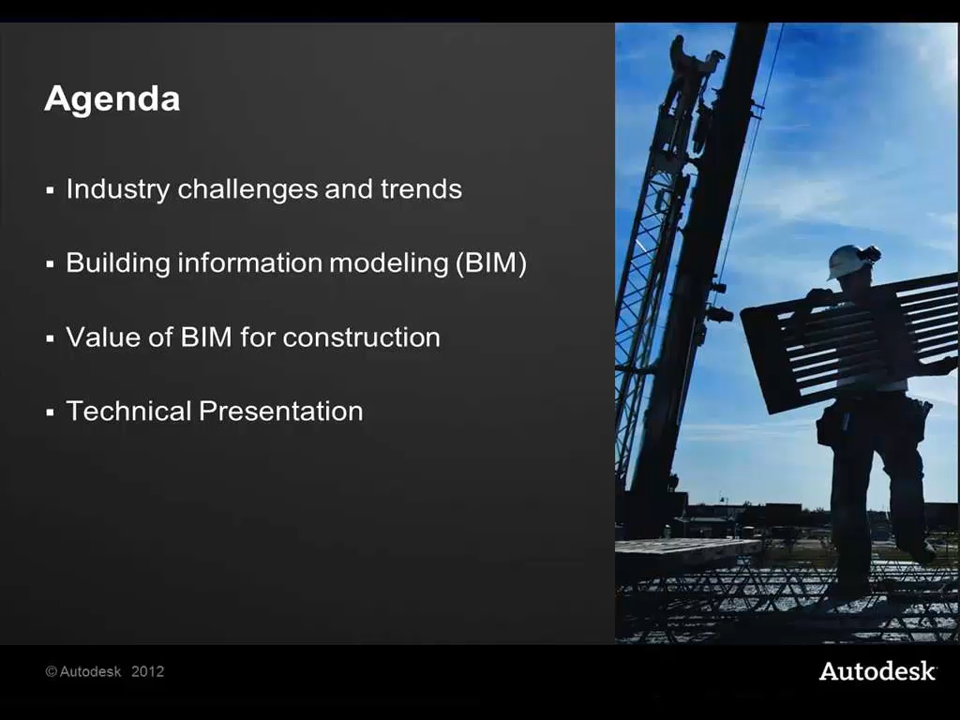 Agenda
▪ Industry challenges and trends
▪ Building information modeling (BIM)
▪ Value of BIM for construction
▪ Technical Presentation
© Autodesk 2012
Autodesk